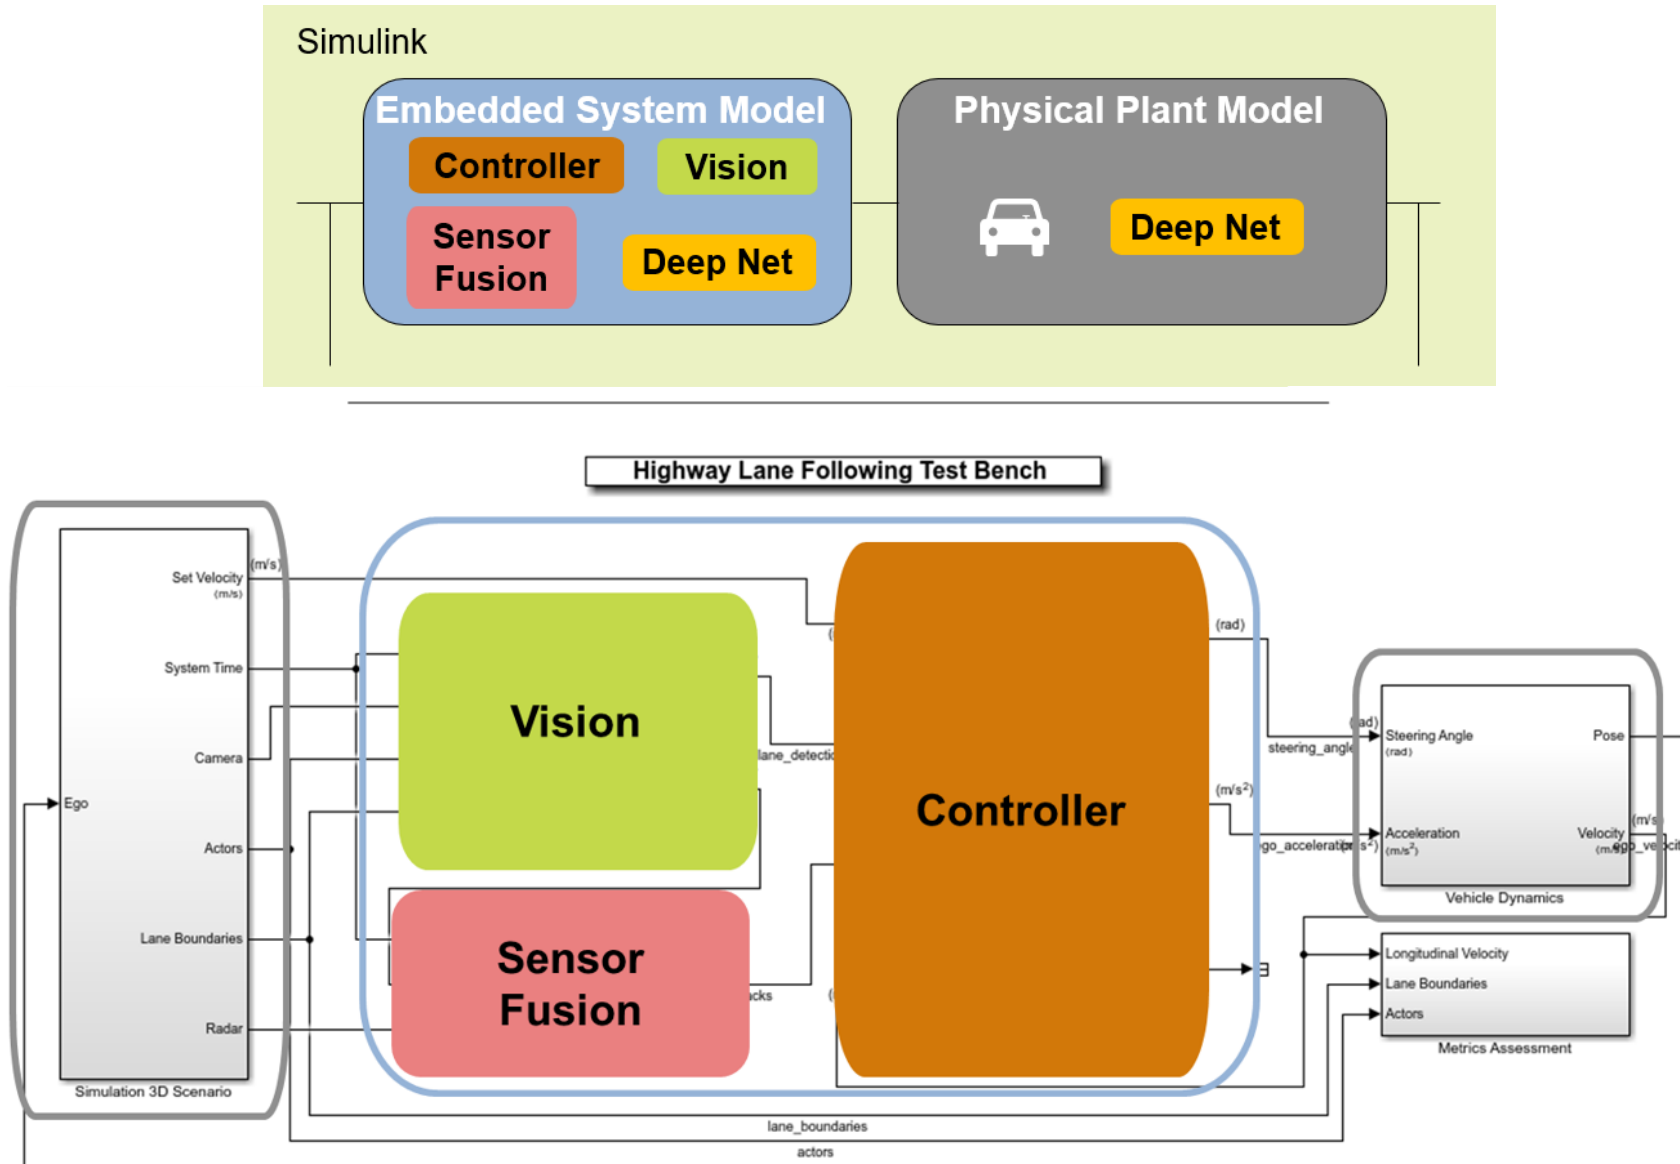 Simulink
Embedded System Model
Physical Plant Model
Controller
Vision
Sensor
Fusion
Deep Net
Deep Net
Highway Lane Following Test Bench
Set Velocity
(m/s)
(m/s)
System Time
Camera
Ego
Actors
Lane Boundaries
Radar
Simulation 3D Scenario
Vision
Sensor
Fusion
Controller
(rad)
steering_angle
(m/s²)
Steering Angle
(rad)
Pose
Acceleration
(m/s²)
Velocity
(m/s)
Vehicle Dynamics
Longitudinal Velocity
Lane Boundaries
Actors
Metrics Assessment
lane_boundaries
actors